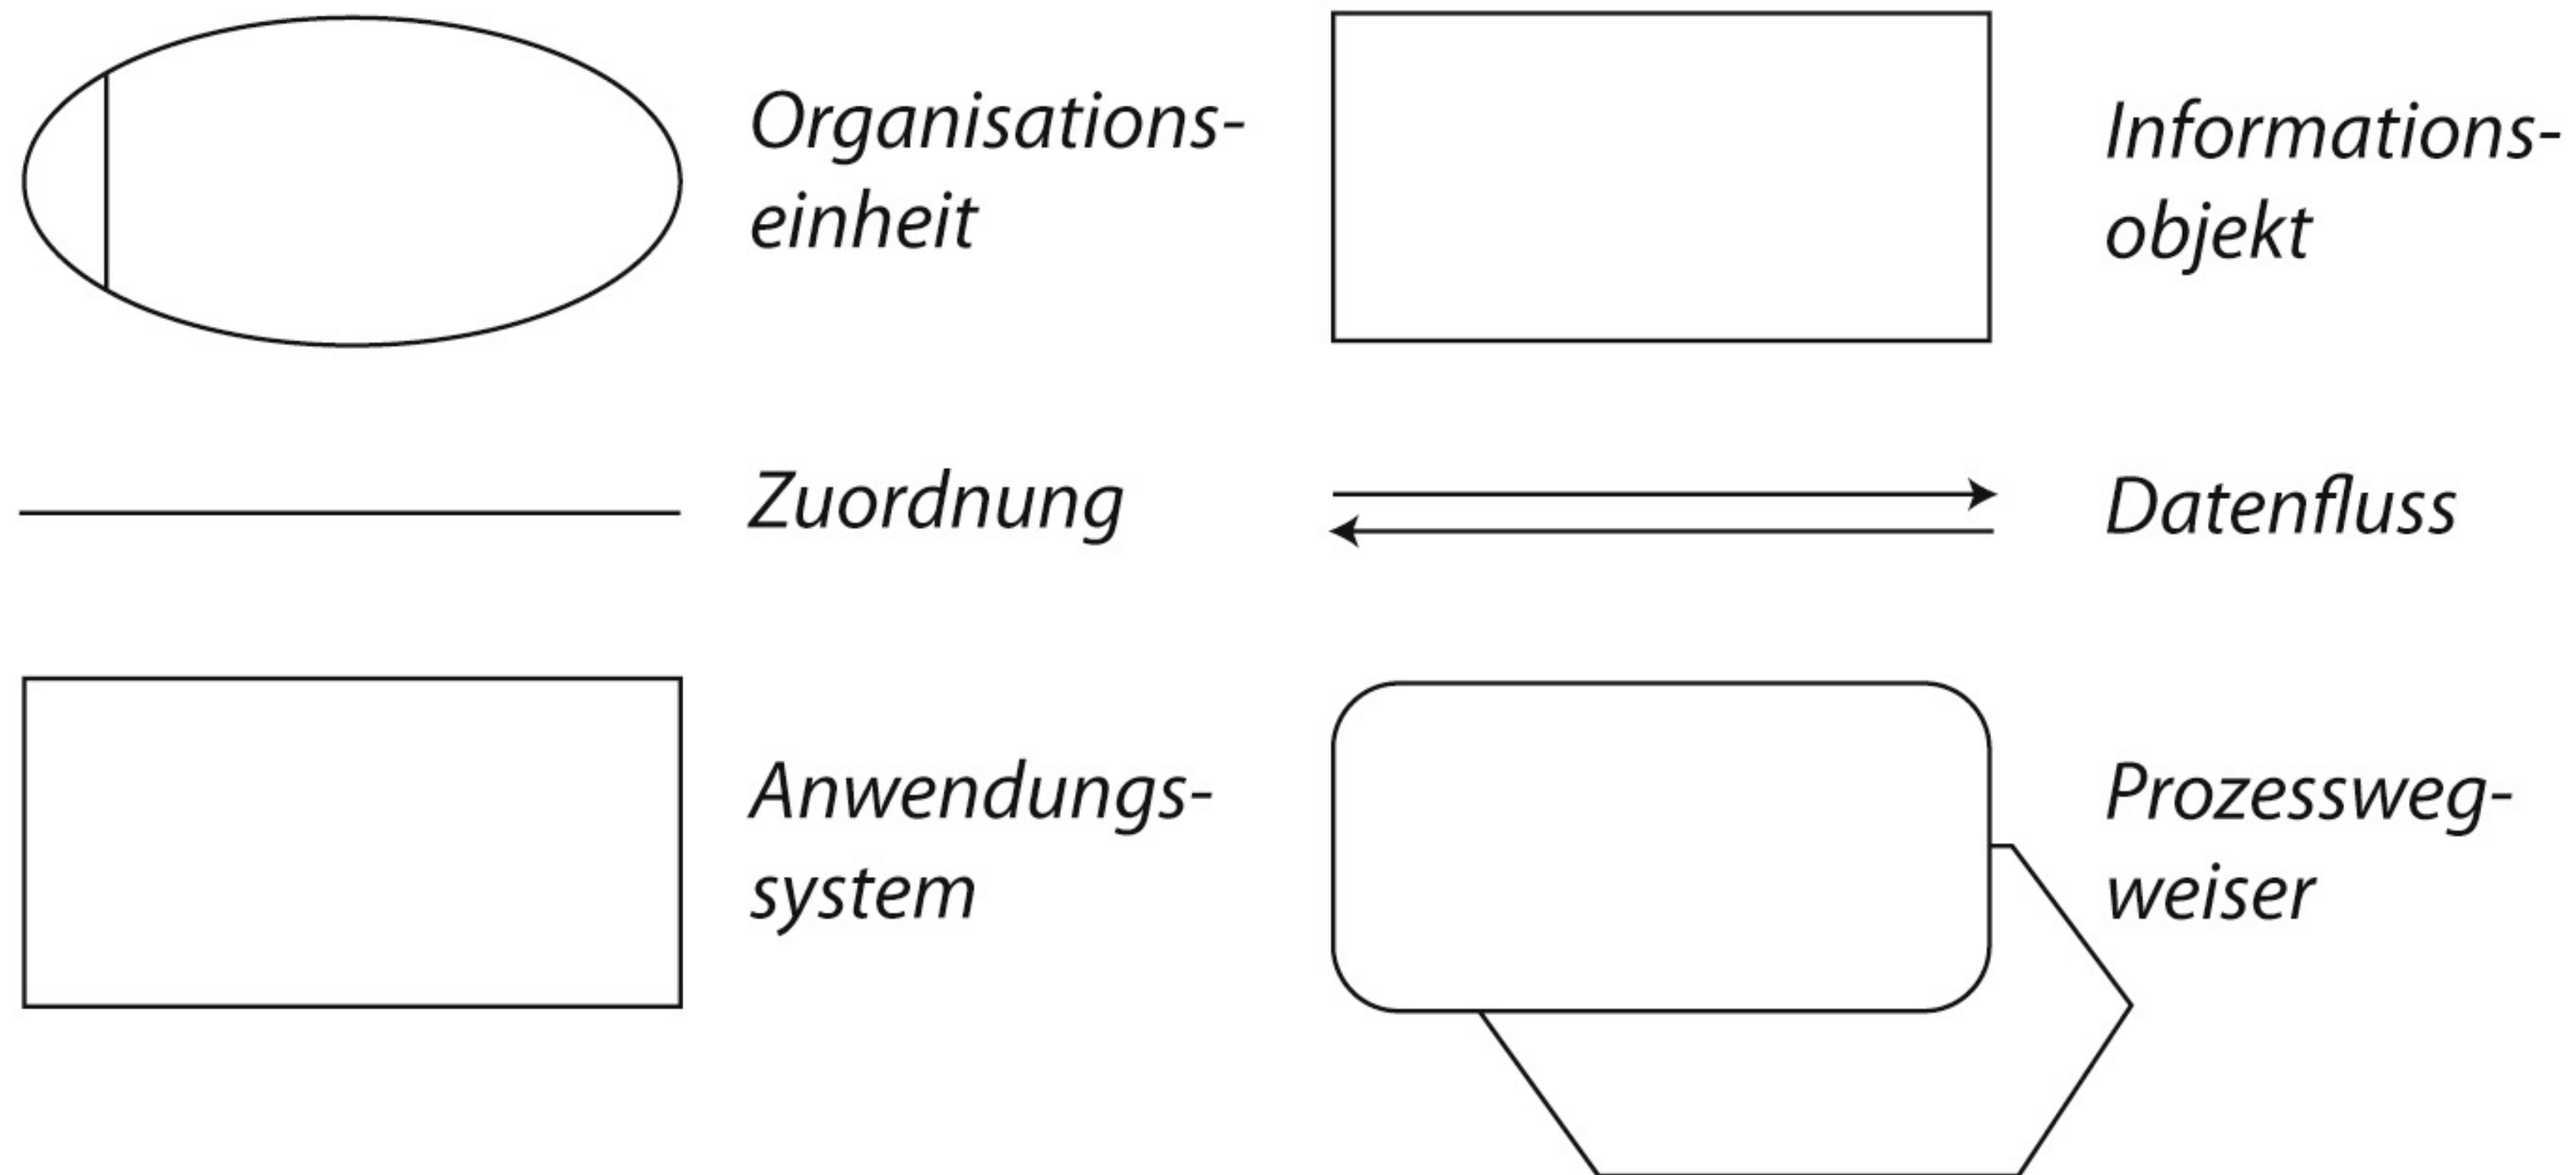 Organisations-
einheit
Informations-
objekt
Zuordnung
Datenfluss
Anwendungs-
system
Prozessweg-
weiser